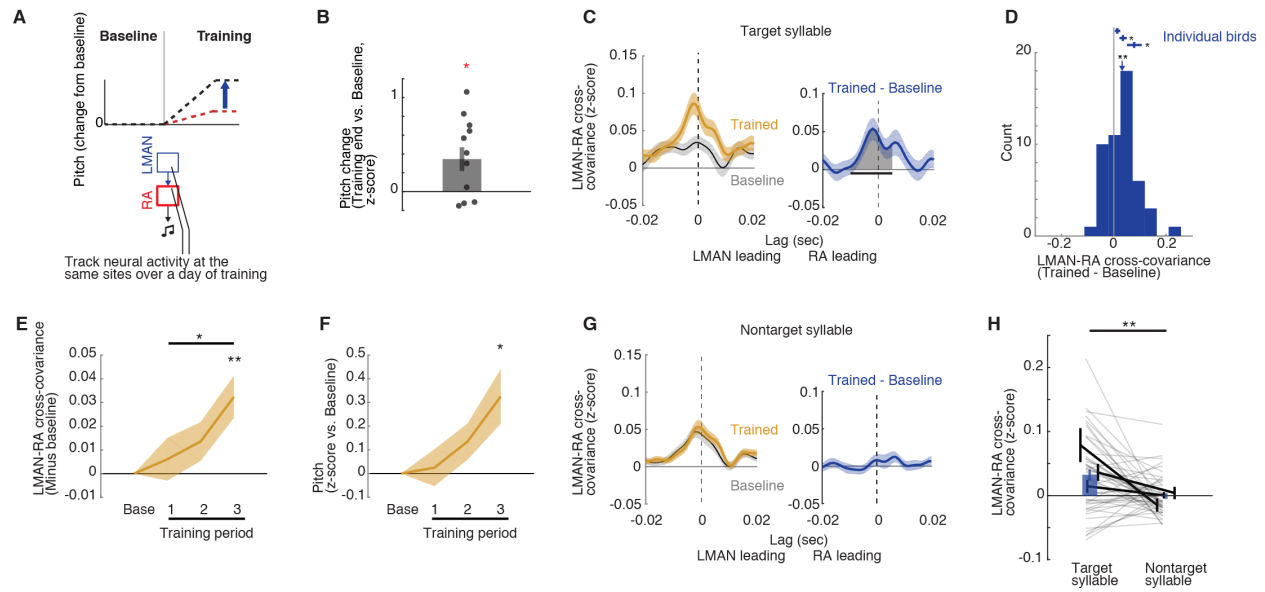 A
Baseline
Training
Pitch (change fom baseline)
0
LMAN
RA
Track neural activity at the
same sites over a day of training
B
Pitch change
(Training end vs. Baseline,
z-score)
1
0
*
C
Target syllable
LMAN-RA cross-
covariance (z-score)
0.15
0.1
0.05
0
-0.05
-0.02
0
0.02
Trained
Baseline
Trained - Baseline
0.1
0.05
0
-0.05
-0.02
0
0.02
Lag (sec)
LMAN leading
RA leading
D
Individual birds
*
*
**
Count
20
10
0
-0.2
0
0.2
LMAN-RA cross-covariance
(Trained - Baseline)
E
LMAN-RA cross-covariance
(Minus baseline)
0.05
0.04
0.03
0.02
0.01
0
-0.01
*
**
Base
1
2
3
Training period
F
Pitch
(z-score vs. Baseline)
0.5
0.4
0.3
0.2
0.1
0
-0.1
*
Base
1
2
3
Training period
G
Nontarget syllable
LMAN-RA cross-
covariance (z-score)
0.15
0.1
0.05
0
-0.05
-0.02
0
0.02
Trained
Baseline
Trained - Baseline
0.1
0.05
0
-0.05
-0.02
0
0.02
Lag (sec)
LMAN leading
RA leading
H
**
LMAN-RA cross-
covariance (z-score)
0.2
0.1
0
-0.1
Target
syllable
Nontarget
syllable